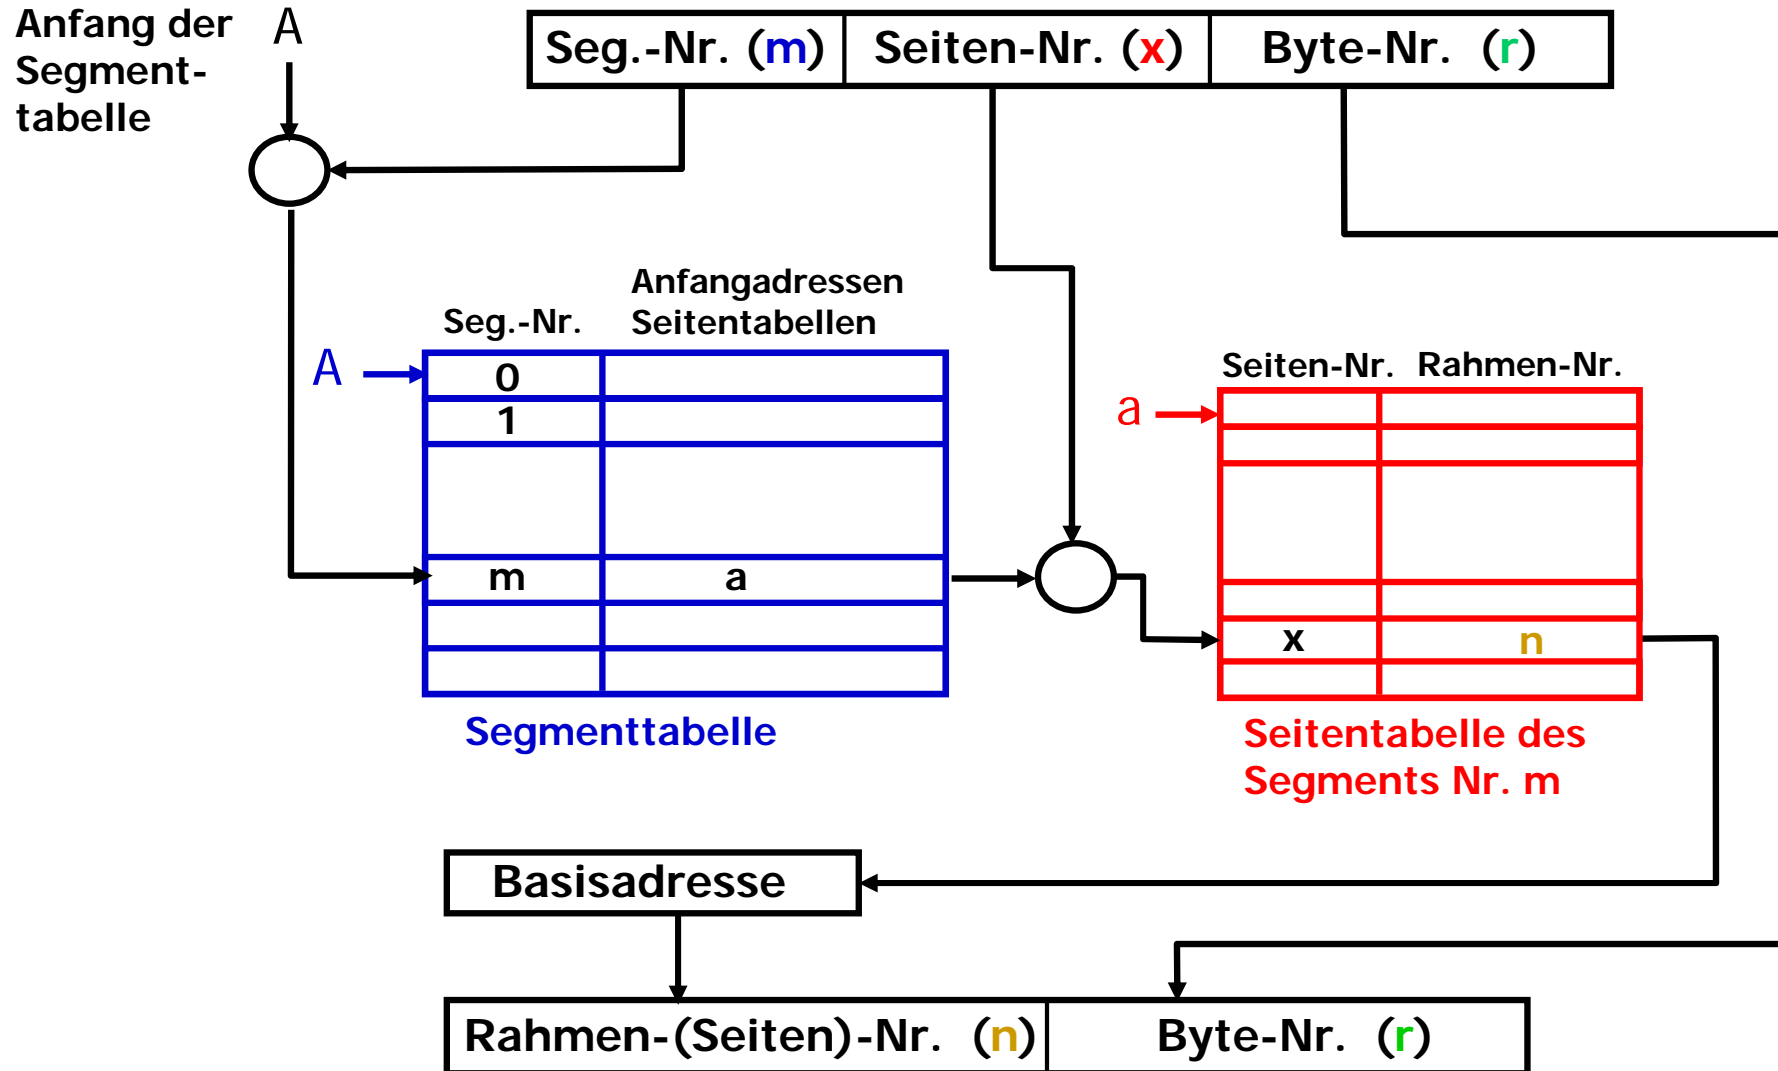 Anfang der
Segment-
tabelle
A
Seg.-Nr. (m)
Seiten-Nr. (x)
Byte-Nr. (r)
Seg.-Nr.
Anfangadressen
Seitentabellen
A
0
1
m
a
Segmenttabelle
Seiten-Nr.
Rahmen-Nr.
a
x
n
Seitentabelle des
Segments Nr. m
Basisadresse
Rahmen-(Seiten)-Nr. (n)
Byte-Nr. (r)